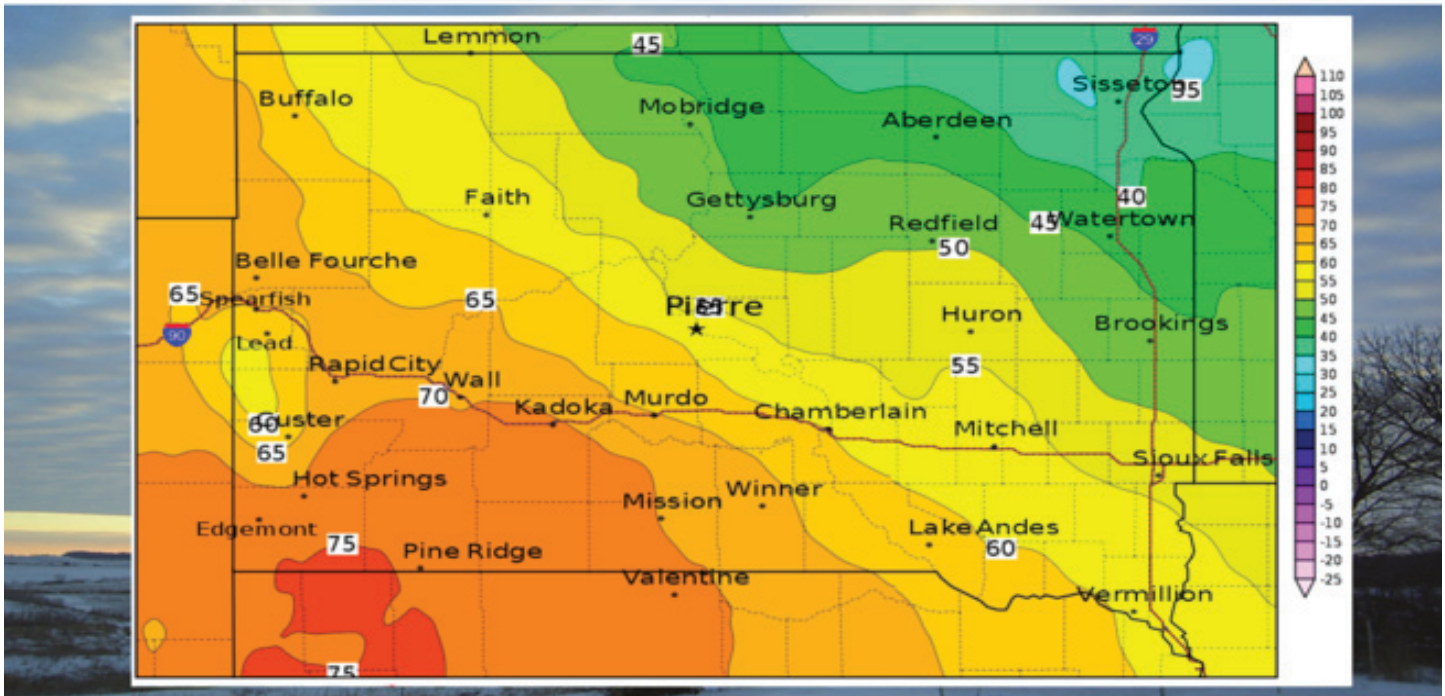 Lemmon
45
29
Buffalo
Mobridge
Sisseton
35
Aberdeen
Faith
Gettysburg
40
Redfield
45
Watertown
50
Belle Fourche
65
Spearfish
65
Pierre
55
90
Lead
Huron
Brookings
Rapid City
55
Wall
70
Kadoka
Murdo
Chamberlain
60
Custer
65
Mitchell
Sioux Falls
Hot Springs
Mission
Winner
Edgemont
Lake Andes
75
Pine Ridge
60
Valentine
Vermillion
75
110
105
100
95
90
85
80
75
70
65
60
55
50
45
40
35
30
25
20
15
10
5
0
-5
-10
-15
-20
-25